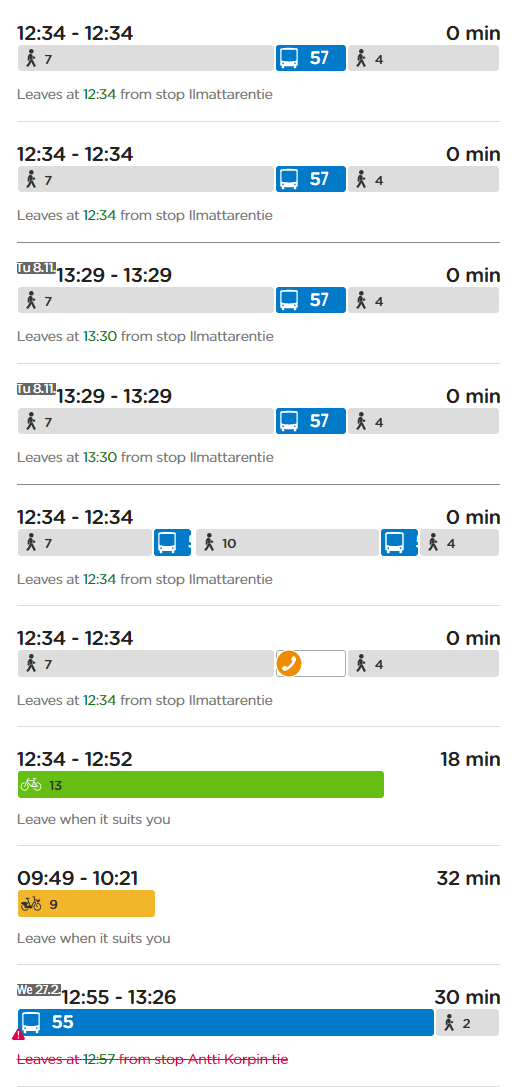 12:34 - 12:34 0 min
7 57 4
Leaves at 12:34 from stop Ilmattarentie
12:34 - 12:34 0 min
7 57 4
Leaves at 12:34 from stop Ilmattarentie
Tu 8.11. 13:29 - 13:29 0 min
7 57 4
Leaves at 13:30 from stop Ilmattarentie
Tu 8.11. 13:29 - 13:29 0 min
7 57 4
Leaves at 13:30 from stop Ilmattarentie
12:34 - 12:34 0 min
7 10 4
Leaves at 12:34 from stop Ilmattarentie
12:34 - 12:34 0 min
7 4
Leaves at 12:34 from stop Ilmattarentie
12:34 - 12:52 18 min
13
Leave when it suits you
09:49 - 10:21 32 min
9
Leave when it suits you
We 27.2. 12:55 - 13:26 30 min
55 2
Leaves at 12:57 from stop Antti Korpin tie